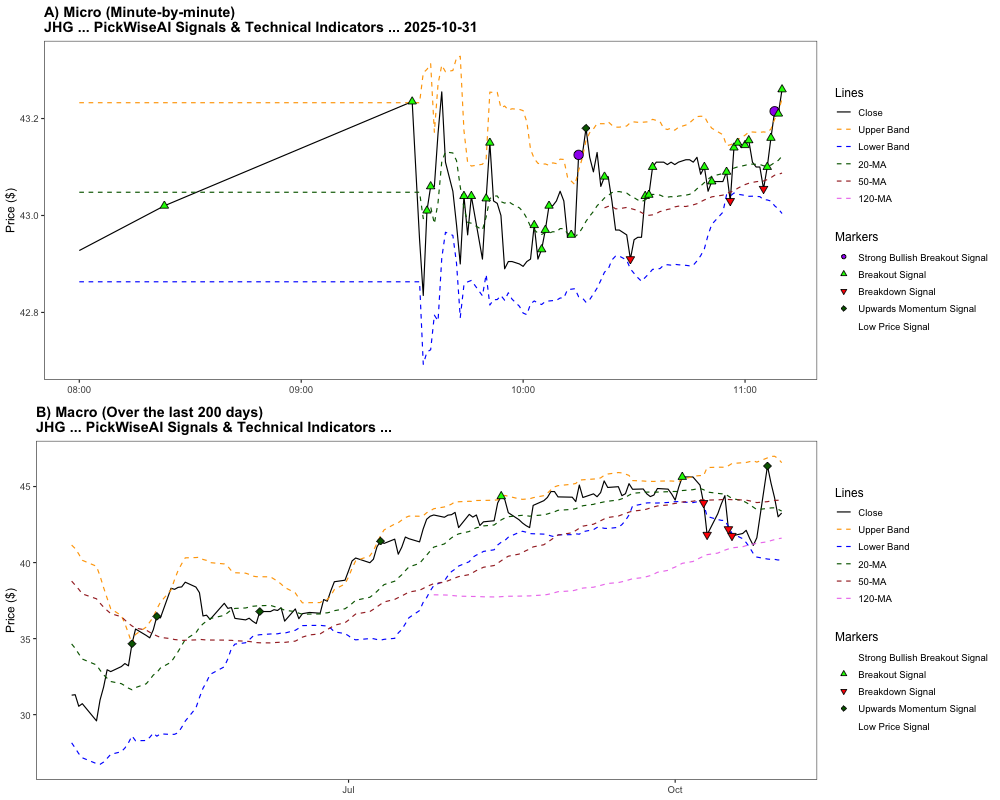 A) Micro (Minute-by-minute)
JHG ... PickWiseAI Signals & Technical Indicators ... 2025-10-31
Price ($)
43.2
43.0
42.8
08:00
09:00
10:00
11:00
Lines
Close
Upper Band
Lower Band
20-MA
50-MA
120-MA
Markers
Strong Bullish Breakout Signal
Breakout Signal
Breakdown Signal
Upwards Momentum Signal
Low Price Signal
B) Macro (Over the last 200 days)
JHG ... PickWiseAI Signals & Technical Indicators ...
Price ($)
45
40
35
30
Jul
Oct
Lines
Close
Upper Band
Lower Band
20-MA
50-MA
120-MA
Markers
Strong Bullish Breakout Signal
Breakout Signal
Breakdown Signal
Upwards Momentum Signal
Low Price Signal